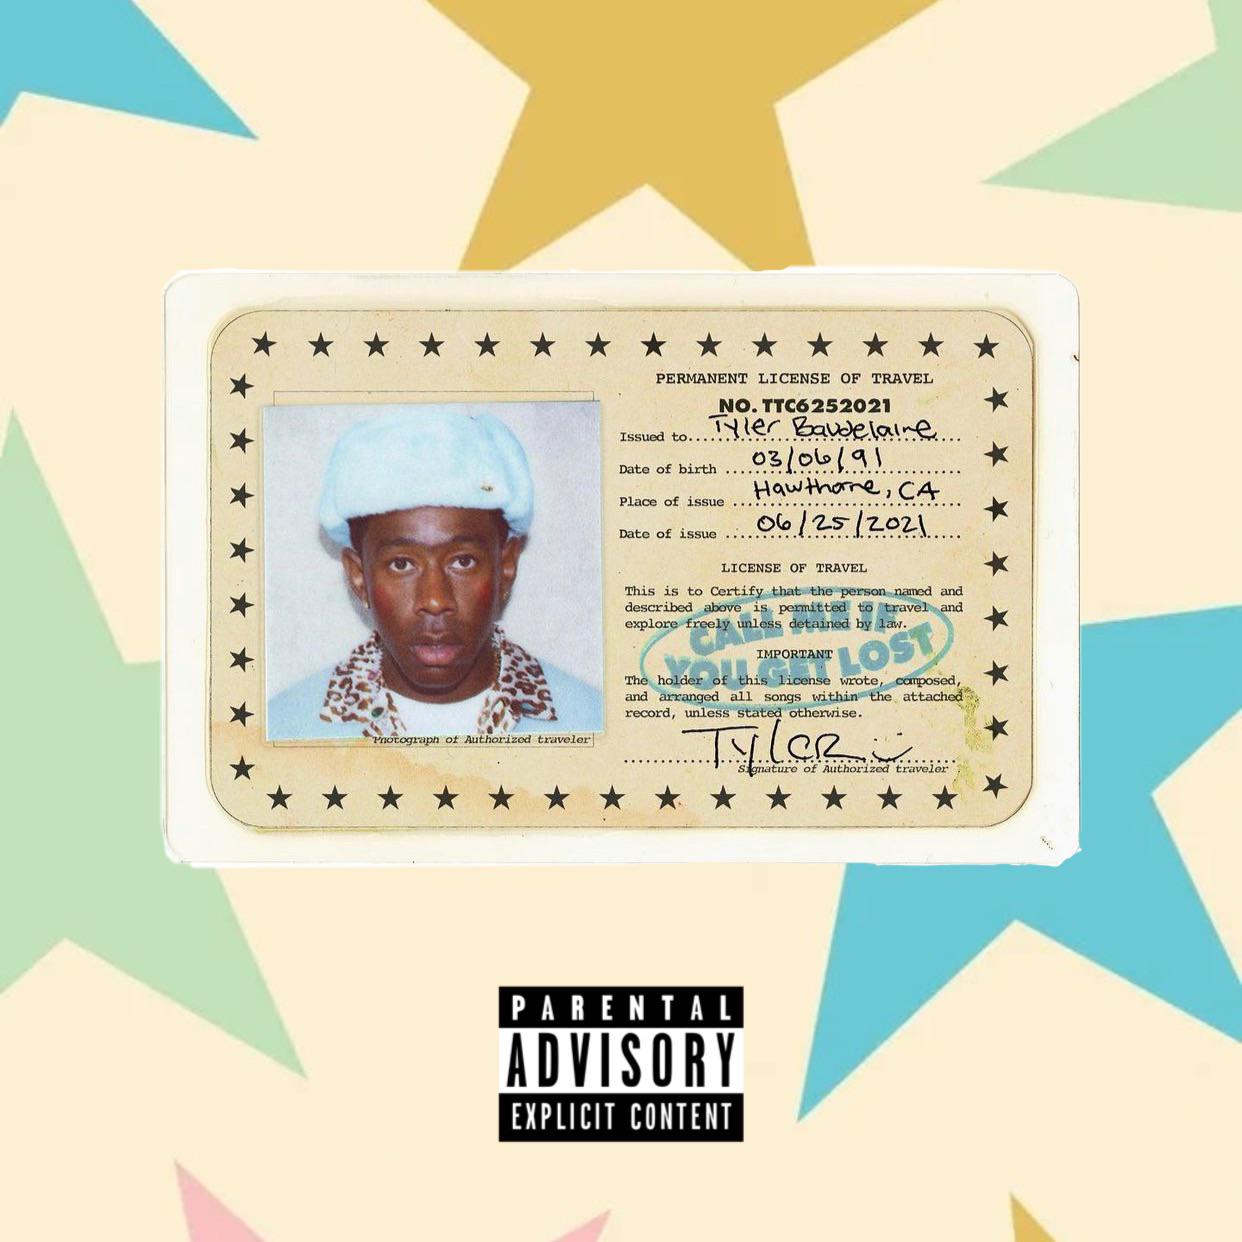 PERMANENT LICENSE OF TRAVEL
NO. TTC6252021
Issued to.. Tyler Baudelaire
Date of birth ... 03/06/91
Place of issue ... Hawthorne, CA
Date of issue ... 06/25/2021
LICENSE OF TRAVEL
This is to Certify that the person named and
described above is permitted to travel and
explore freely unless detained by law.
CALL ME IF
YOU GET LOST
IMPORTANT
The holder of this license wrote, composed,
and arranged all songs within the attached
record, unless stated otherwise.
Tyler
Signature of Authorized traveler
Photograph of Authorized traveler
PARENTAL
ADVISORY
EXPLICIT CONTENT